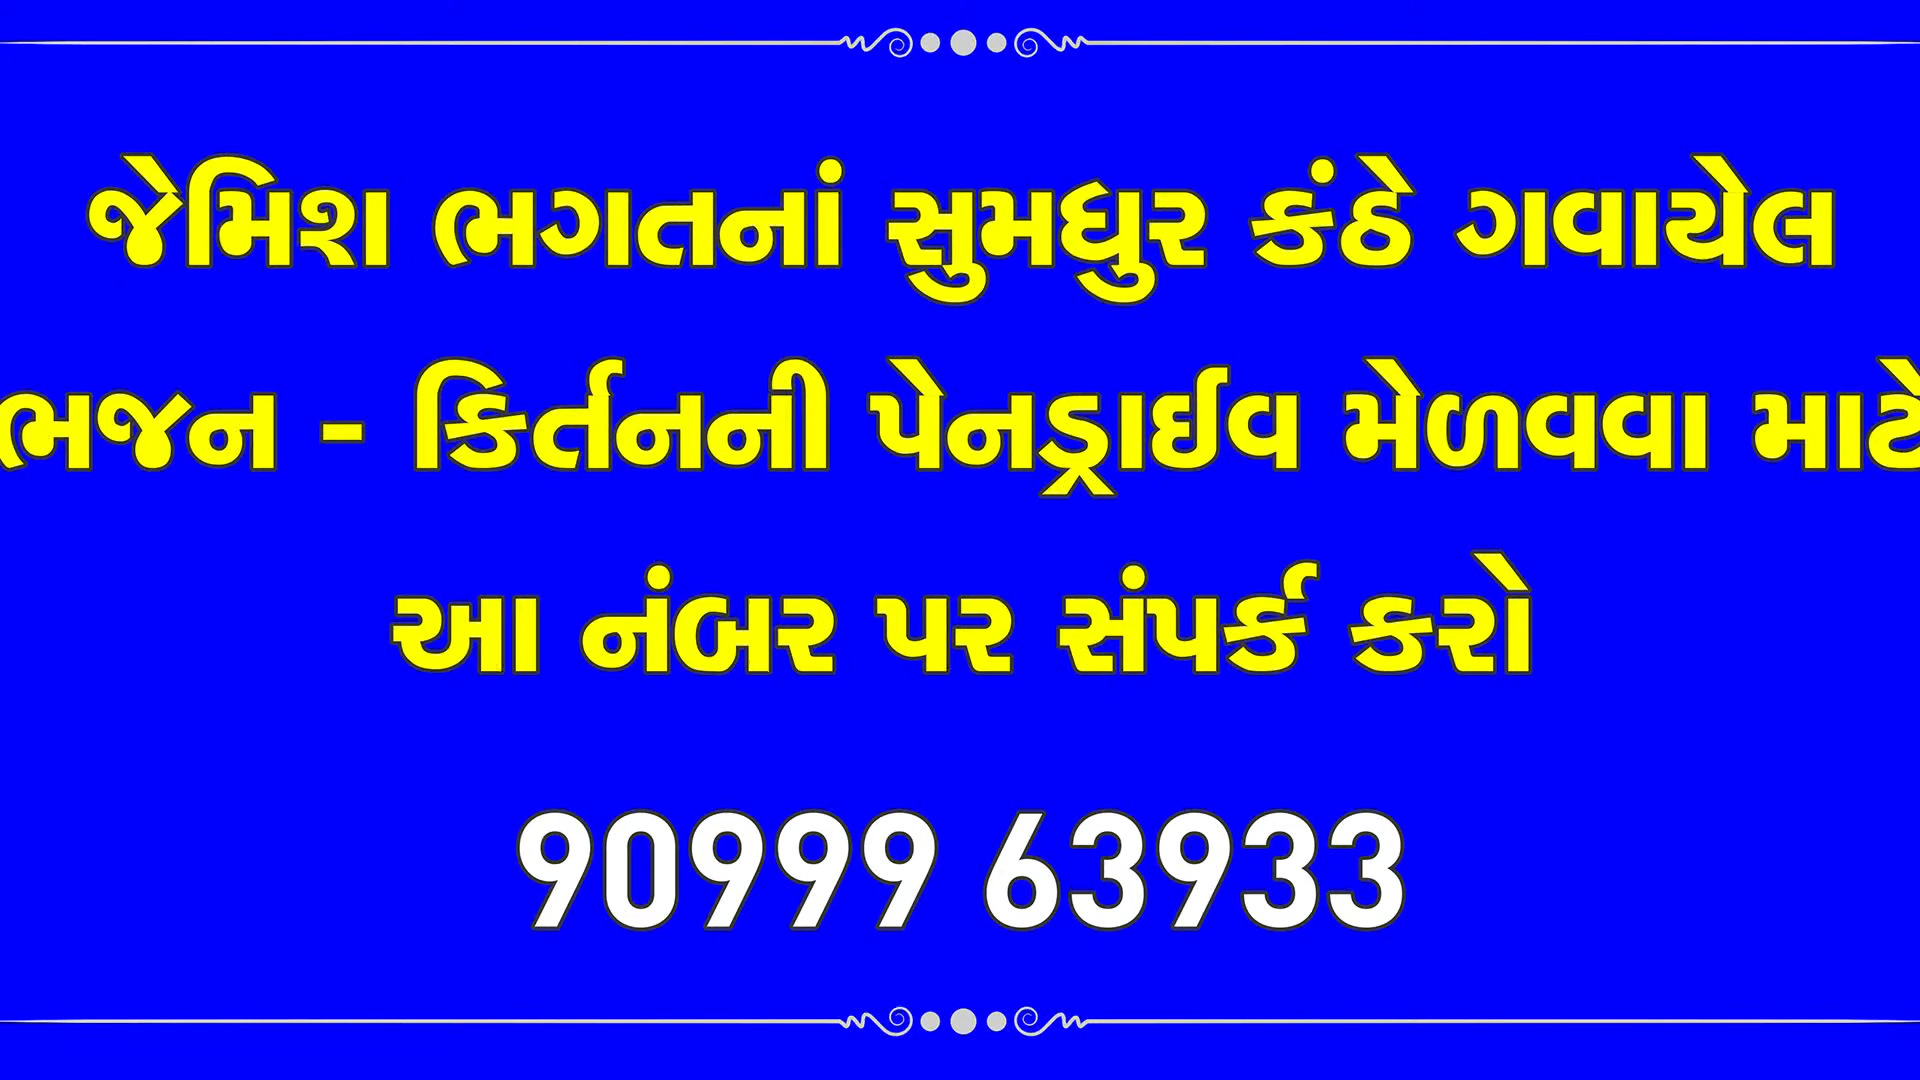 જેમિશ ભગતનાં સુમધુર કંઠે ગવાયેલ
ભજન - કિર્તનની પેનડ્રાઈવ મેળવવા માટે
આ નંબર પર સંપર્ક કરો
90999 63933